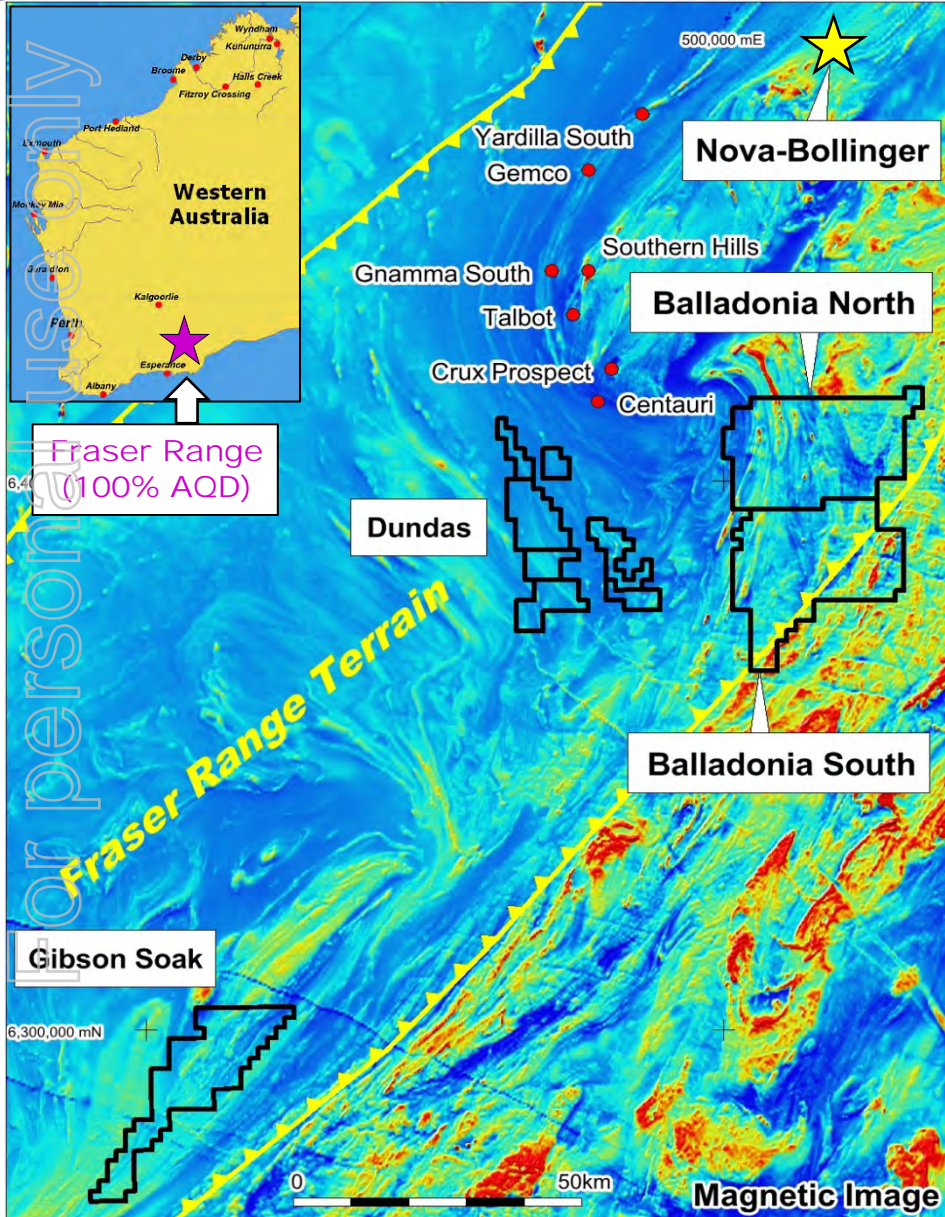 For personal use only
Wyndham
Kununurra
Derby
Broome
Halls Creek
Fitzroy Crossing
Port Hedland
Exmouth
Western
Australia
Monkey Mia
Geraldton
Kalgoorlie
Perth
Esperance
Albany
Fraser Range
(100% AQD)
500,000 mE
Yardilla South
Gemco
Nova-Bollinger
Southern Hills
Gnamma South
Talbot
Balladonia North
Crux Prospect
Centauri
Dundas
Fraser Range Terrain
Balladonia South
Gibson Soak
6,300,000 mN
0
50km
Magnetic Image